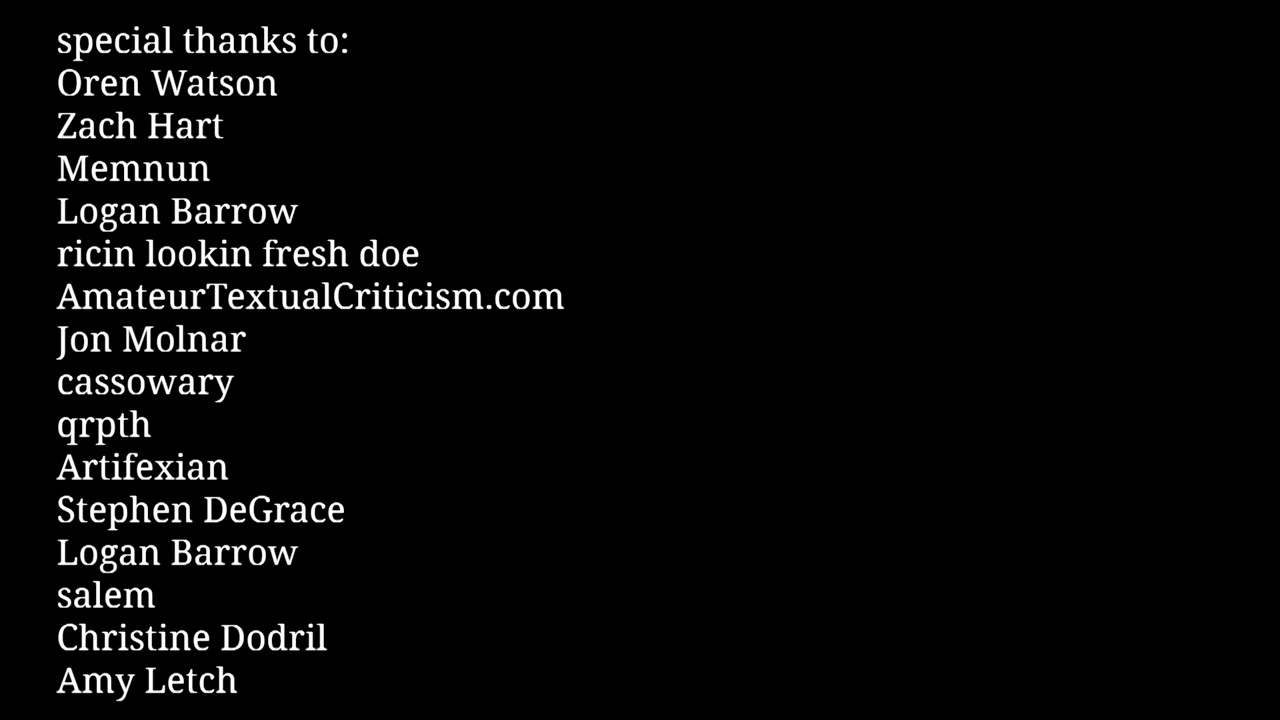 special thanks to:
Oren Watson
Zach Hart
Memnun
Logan Barrow
ricin lookin fresh doe
AmateurTextualCriticism.com
Jon Molnar
cassowary
qrpth
Artifexian
Stephen DeGrace
Logan Barrow
salem
Christine Dodril
Amy Letch